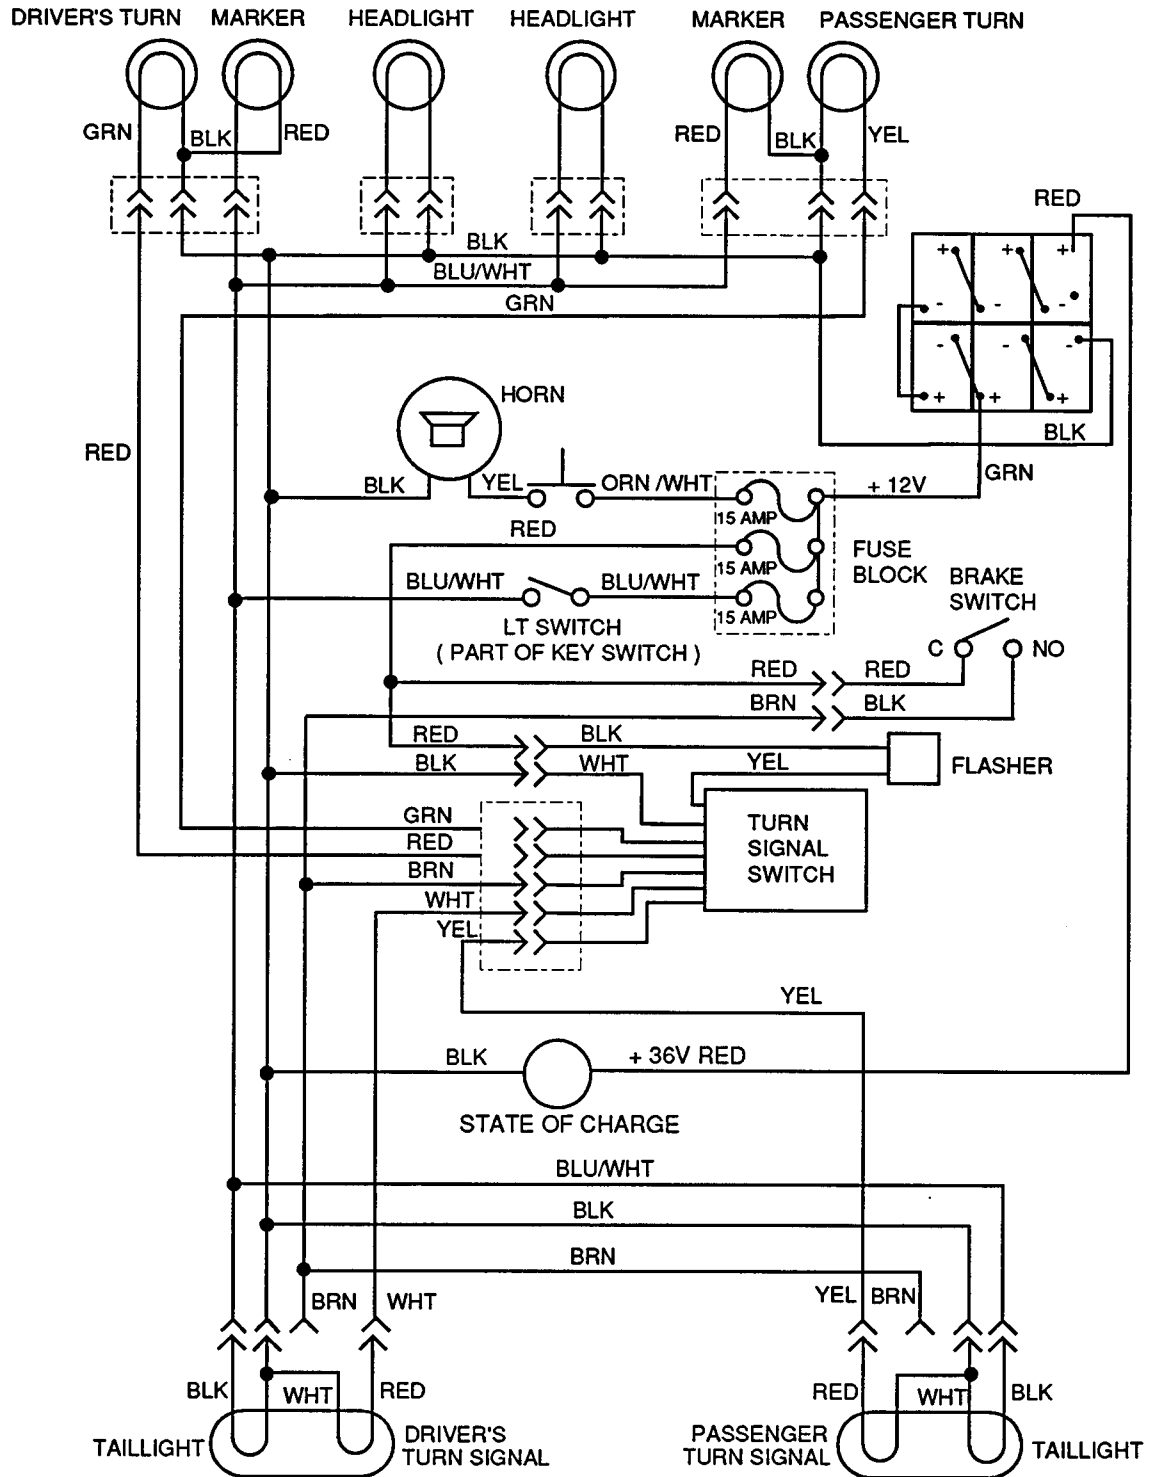 DRIVER'S TURN MARKER HEADLIGHT HEADLIGHT MARKER PASSENGER TURN
GRN BLK RED RED BLK YEL
RED
BLK
BLU/WHT
GRN
+ + +
- - -
- - -
+ + +
BLK
GRN
HORN
RED
BLK YEL ORN /WHT + 12V
15 AMP
RED
15 AMP
FUSE
BLOCK
BLU/WHT BLU/WHT
15 AMP
BRAKE
SWITCH
LT SWITCH
( PART OF KEY SWITCH )
C NO
RED RED
BRN BLK
RED BLK
BLK WHT YEL FLASHER
GRN
RED
BRN
WHT
YEL
TURN
SIGNAL
SWITCH
YEL
BLK + 36V RED
STATE OF CHARGE
BLU/WHT
BLK
BRN
BRN WHT YEL BRN
BLK WHT RED RED WHT BLK
TAILLIGHT
DRIVER'S
TURN SIGNAL
PASSENGER
TURN SIGNAL
TAILLIGHT